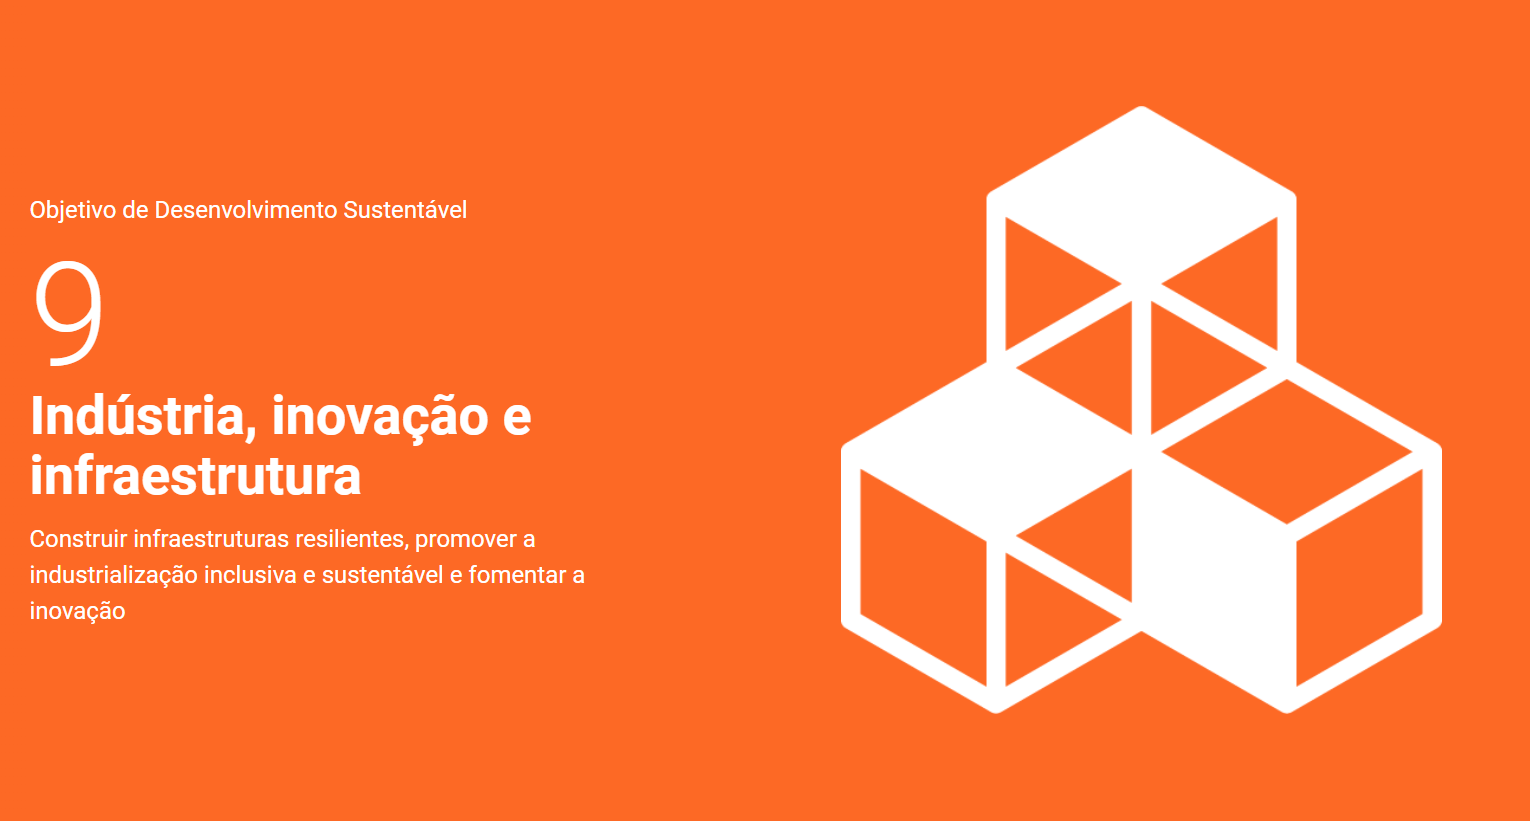 Objetivo de Desenvolvimento Sustentável
9
Indústria, inovação e
infraestrutura
Construir infraestruturas resilientes, promover a
industrialização inclusiva e sustentável e fomentar a
inovação